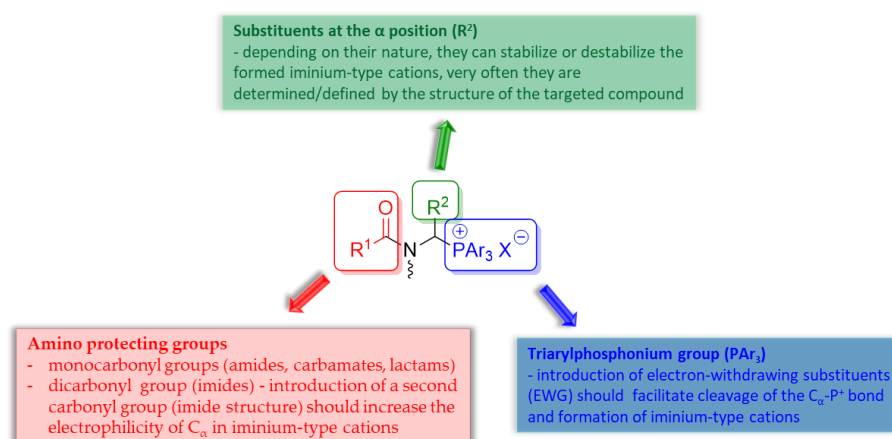 Substituents at the α position (R²)
- depending on their nature, they can stabilize or destabilize the
formed iminium-type cations, very often they are
determined/defined by the structure of the targeted compound
O
R²
⊕
R¹
N
PAr₃ X⊖
Amino protecting groups
- monocarbonyl groups (amides, carbamates, lactams)
- dicarbonyl group (imides) - introduction of a second
carbonyl group (imide structure) should increase the
electrophilicity of Cα in iminium-type cations
Triarylphosphonium group (PAr₃)
- introduction of electron-withdrawing substituents
(EWG) should facilitate cleavage of the Cα-P⁺ bond
and formation of iminium-type cations